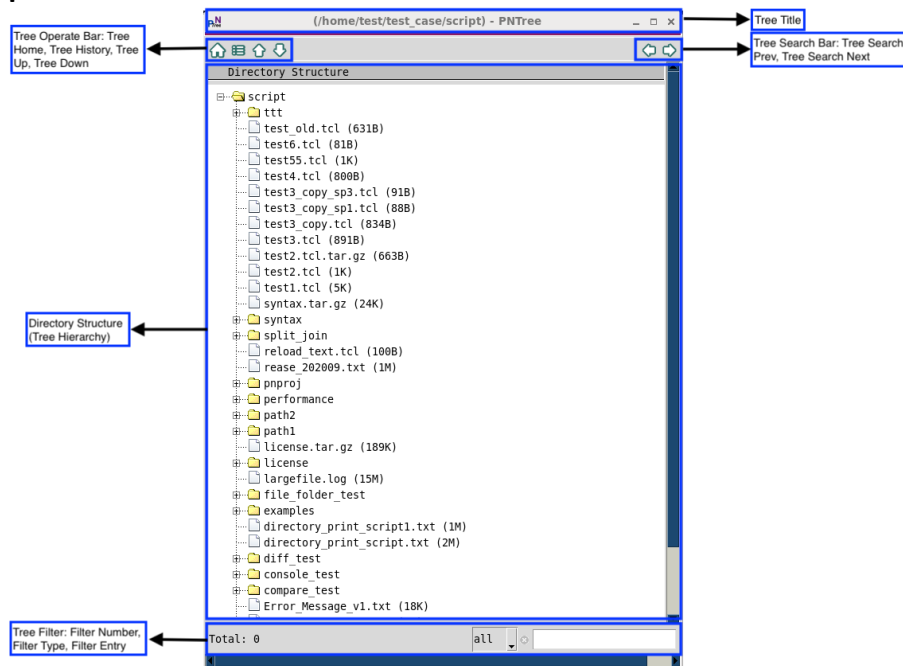 PN
Tree
(/home/test/test_case/script) - PNTree
Tree Title
Tree Operate Bar: Tree
Home, Tree History, Tree
Up, Tree Down
Tree Search Bar: Tree Search
Prev, Tree Search Next
Directory Structure
script
ttt
test_old.tcl (631B)
test6.tcl (81B)
test55.tcl (1K)
test4.tcl (800B)
test3_copy_sp3.tcl (91B)
test3_copy_sp1.tcl (88B)
test3_copy.tcl (834B)
test3.tcl (891B)
test2.tcl.tar.gz (663B)
test2.tcl (1K)
test1.tcl (5K)
syntax.tar.gz (24K)
syntax
split_join
reload_text.tcl (100B)
rease_202009.txt (1M)
pnproj
performance
path2
path1
license.tar.gz (189K)
license
largefile.log (15M)
file_folder_test
examples
directory_print_script1.txt (1M)
directory_print_script.txt (2M)
diff_test
console_test
compare_test
Error_Message_v1.txt (18K)
Directory Structure
(Tree Hierarchy)
Tree Filter: Filter Number,
Filter Type, Filter Entry
Total: 0
all